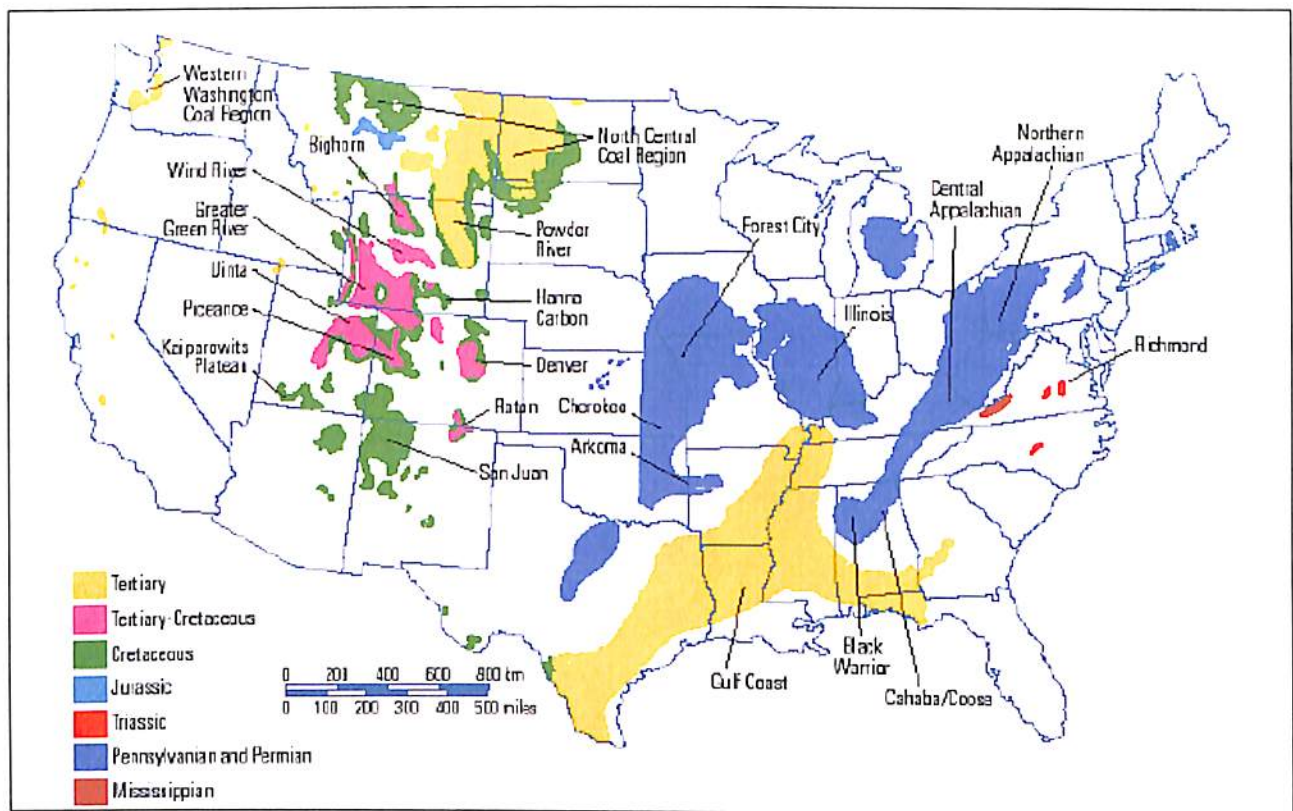 Western
Washington
Coal Region
Bighorn
Wind River
Greater
Green River
Uinta
Piceance
Kaiparowits
Plateau
North Central
Coal Region
Powder
River
Hanna
Carbon
Denver
Raton
San Juan
Forest City
Cherokee
Arkoma
Illinois
Central
Appalachian
Northern
Appalachian
Richmond
Gulf Coast
Black
Warrior
Cahaba/Coosa
Tertiary
Tertiary-Cretaceous
Cretaceous
Jurassic
Triassic
Pennsylvanian and Permian
Mississippian
0 201 400 600 800 km
0 100 200 300 400 500 miles